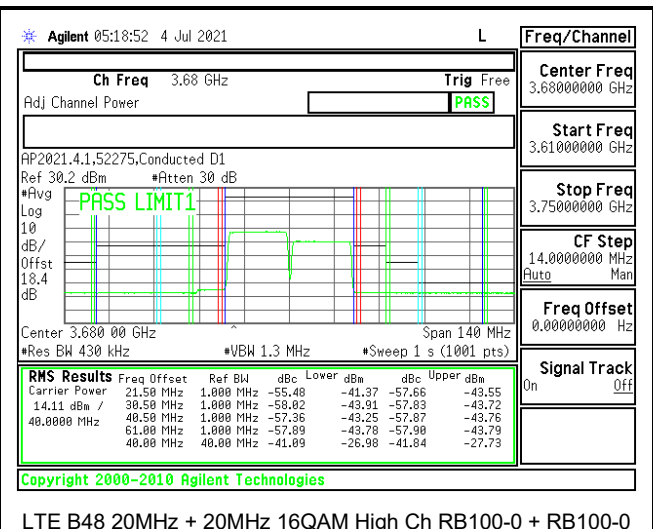 Agilent 05:18:52 4 Jul 2021 L Freq/Channel
Ch Freq 3.68 GHz Trig Free
Adj Channel Power PASS
Center Freq
3.68000000 GHz
Start Freq
3.61000000 GHz
Stop Freq
3.75000000 GHz
CF Step
14.0000000 MHz
Auto Man
Freq Offset
0.00000000 Hz
Signal Track
On Off
AP2021.4.1,52275,Conducted D1
Ref 30.2 dBm #Atten 30 dB
#Avg
Log
10
dB/
Offst
18.4
dB
PASS LIMIT1
Center 3.680 00 GHz ^ Span 140 MHz
#Res BW 430 kHz #VBW 1.3 MHz #Sweep 1 s (1001 pts)
RMS Results Freq Offset Ref BW dBc Lower dBm dBc Upper dBm
Carrier Power 21.50 MHz 1.000 MHz -55.48 -41.37 -57.66 -43.55
14.11 dBm / 30.50 MHz 1.000 MHz -58.02 -43.91 -57.83 -43.72
40.0000 MHz 40.50 MHz 1.000 MHz -57.36 -43.25 -57.87 -43.76
61.00 MHz 1.000 MHz -57.89 -43.78 -57.90 -43.79
40.00 MHz 40.00 MHz -41.09 -26.98 -41.84 -27.73
Copyright 2000-2010 Agilent Technologies
LTE B48 20MHz + 20MHz 16QAM High Ch RB100-0 + RB100-0